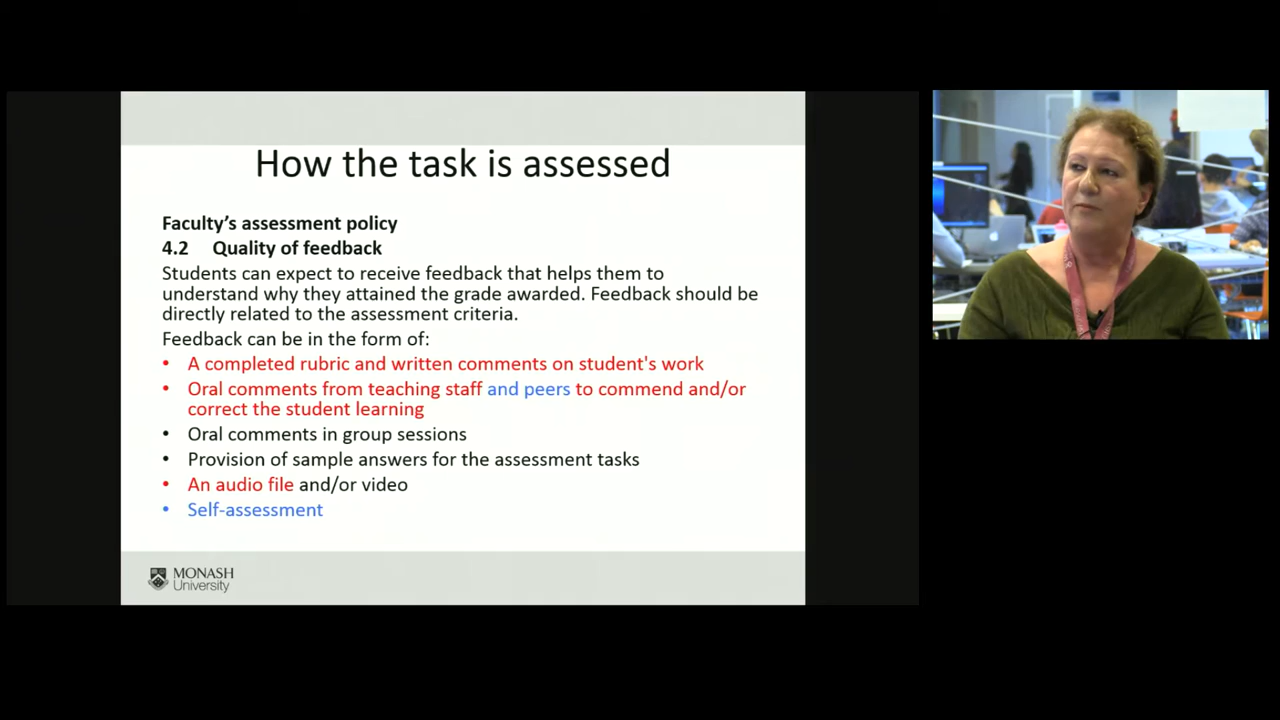 How the task is assessed
Faculty's assessment policy
4.2 Quality of feedback
Students can expect to receive feedback that helps them to
understand why they attained the grade awarded. Feedback should be
directly related to the assessment criteria.
Feedback can be in the form of:
• A completed rubric and written comments on student's work
• Oral comments from teaching staff and peers to commend and/or
correct the student learning
• Oral comments in group sessions
• Provision of sample answers for the assessment tasks
• An audio file and/or video
• Self-assessment
MONASH
University